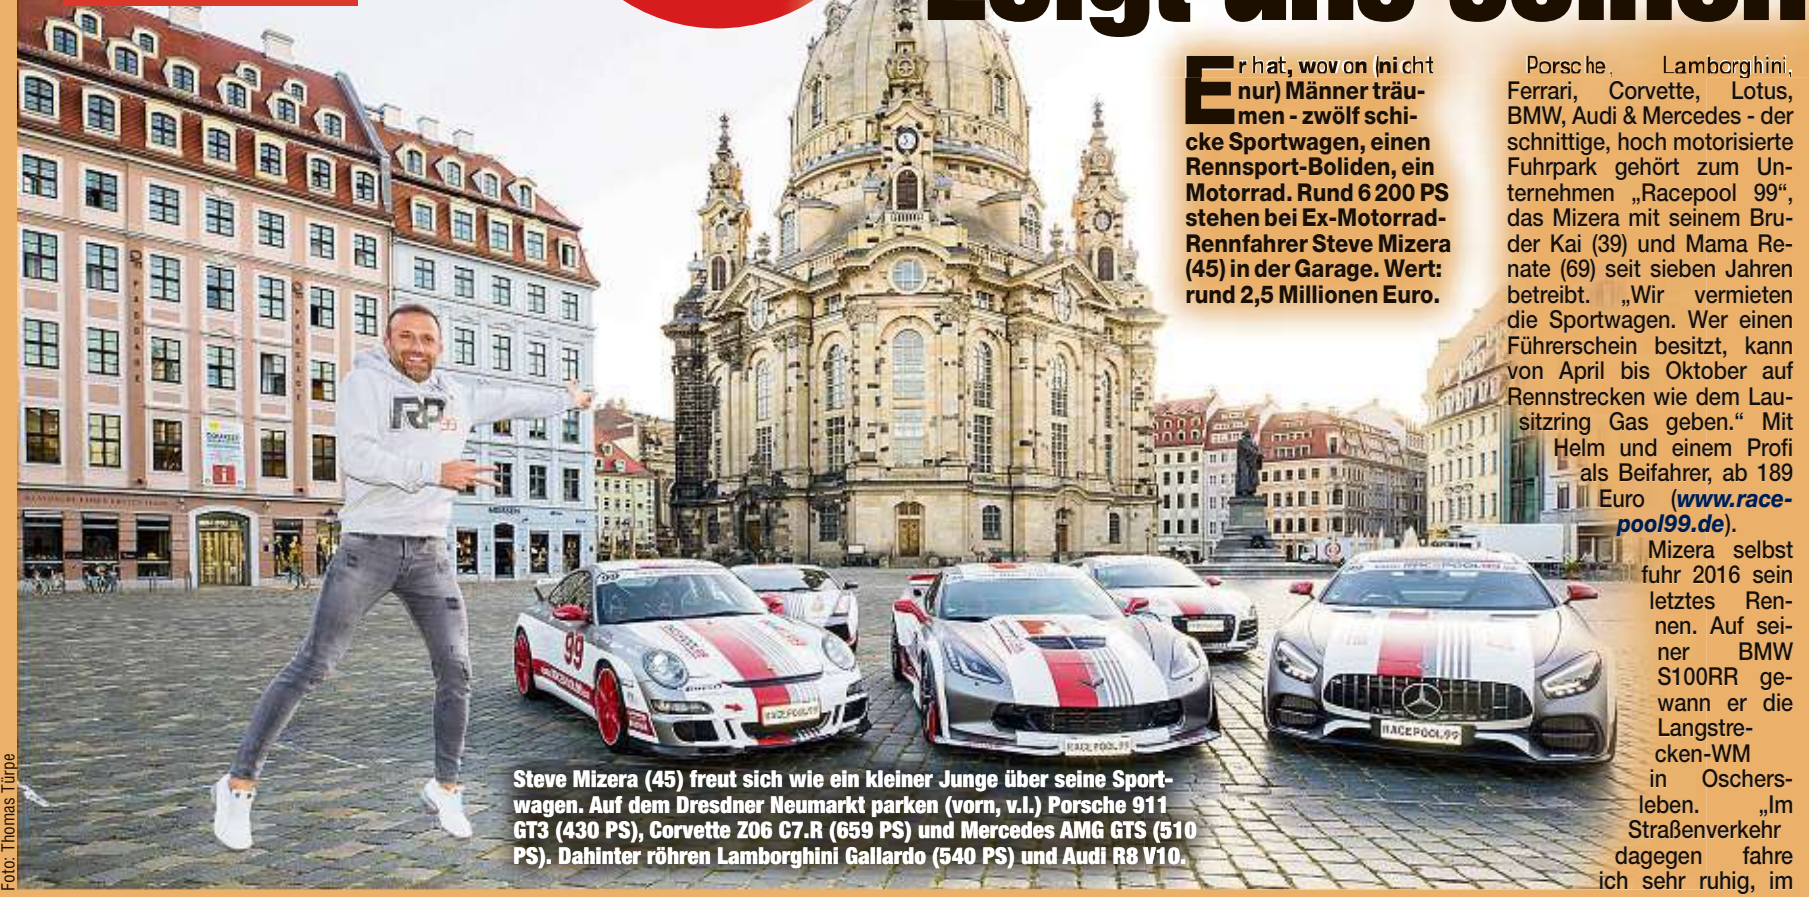 Er hat, wovon (nicht
nur) Männer träu-
men - zwölf schi-
cke Sportwagen, einen
Rennsport-Boliden, ein
Motorrad. Rund 6 200 PS
stehen bei Ex-Motorrad-
Rennfahrer Steve Mizera
(45) in der Garage. Wert:
rund 2,5 Millionen Euro.
Porsche, Lamborghini,
Ferrari, Corvette, Lotus,
BMW, Audi & Mercedes - der
schnittige, hoch motorisierte
Fuhrpark gehört zum Un-
ternehmen „Racepool 99“,
das Mizera mit seinem Bru-
der Kai (39) und Mama Re-
nate (69) seit sieben Jahren
betreibt. „Wir vermieten
die Sportwagen. Wer einen
Führerschein besitzt, kann
von April bis Oktober auf
Rennstrecken wie dem Lau-
sitzring Gas geben.“ Mit
Helm und einem Profi
als Beifahrer, ab 189
Euro (www.race-
pool99.de).
Mizera selbst
fuhr 2016 sein
letztes Ren-
nen. Auf sei-
ner BMW
S100RR ge-
wann er die
Langstre-
cken-WM
in Oschers-
leben. „Im
Straßenverkehr
dagegen fahre
ich sehr ruhig, im
Steve Mizera (45) freut sich wie ein kleiner Junge über seine Sport-
wagen. Auf dem Dresdner Neumarkt parken (vorn, v.l.) Porsche 911
GT3 (430 PS), Corvette Z06 C7.R (659 PS) und Mercedes AMG GTS (510
PS). Dahinter röhren Lamborghini Gallardo (540 PS) und Audi R8 V10.
Foto: Thomas Türpe
RP99
99
RACEPOOL99
RACEPOOL99
RACEPOOL99
RACEPOOL99